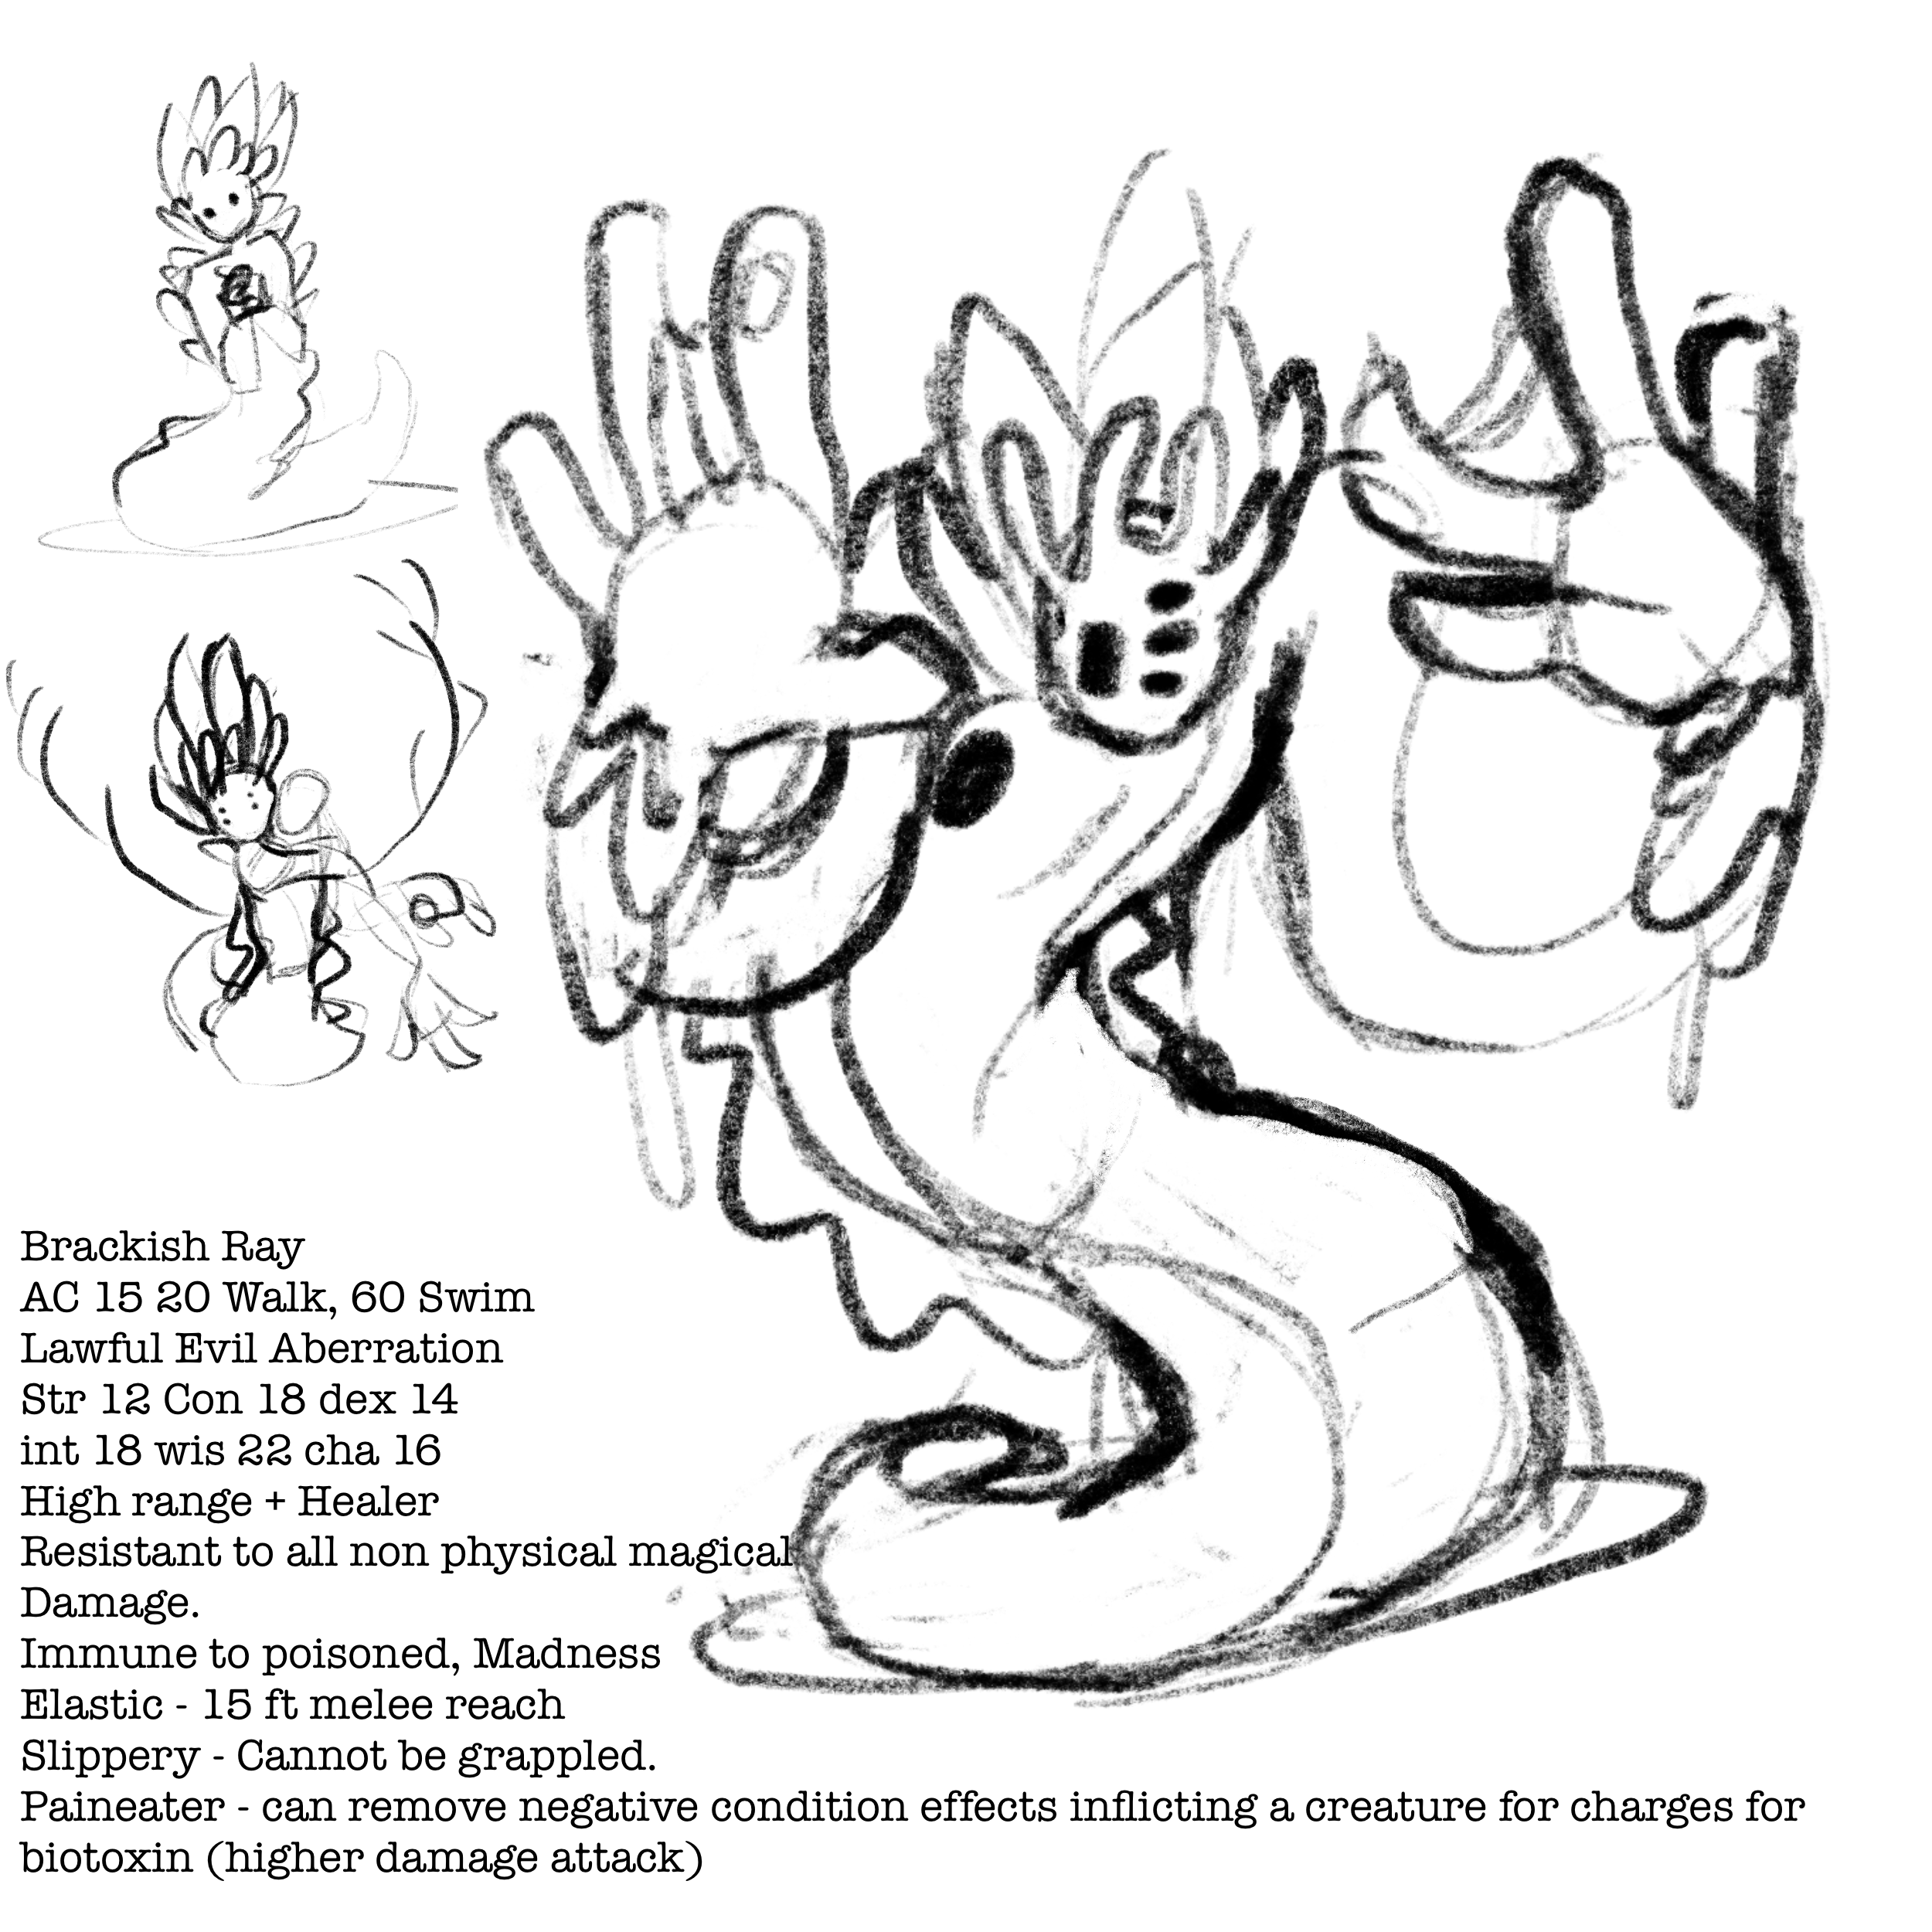 Brackish Ray
AC 15 20 Walk, 60 Swim
Lawful Evil Aberration
Str 12 Con 18 dex 14
int 18 wis 22 cha 16
High range + Healer
Resistant to all non physical magical
Damage.
Immune to poisoned, Madness
Elastic - 15 ft melee reach
Slippery - Cannot be grappled.
Paineater - can remove negative condition effects inflicting a creature for charges for
biotoxin (higher damage attack)